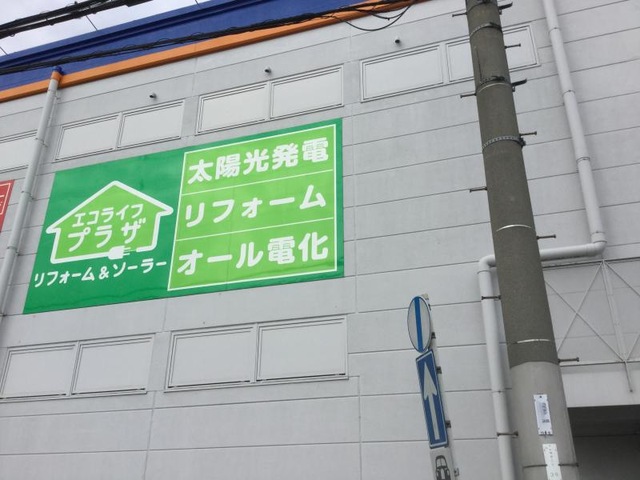 エコライフ
プラザ
リフォーム&ソーラー
太陽光発電
リフォーム
オール電化